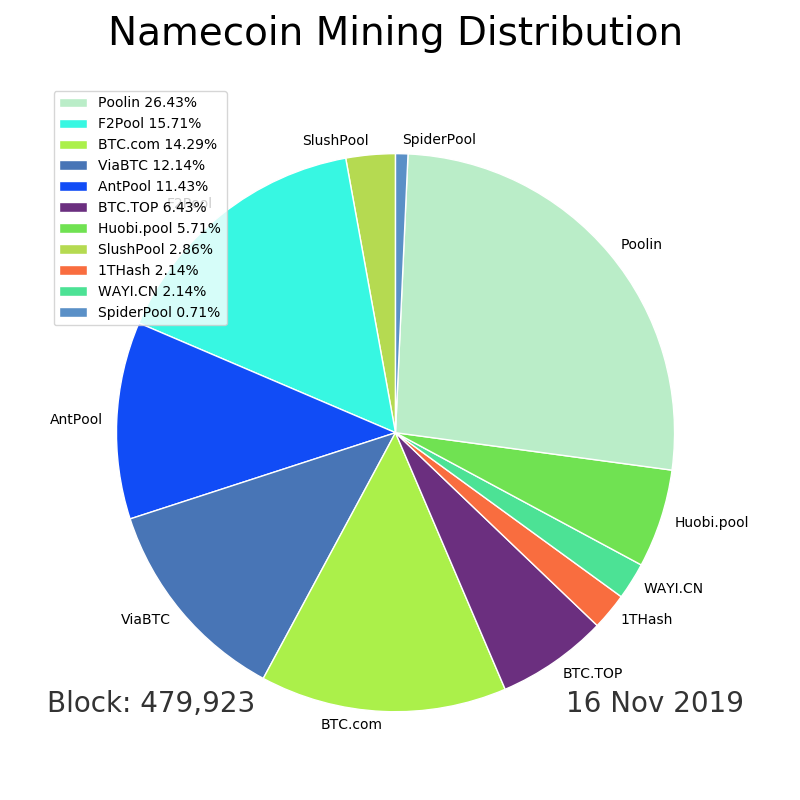 Namecoin Mining Distribution
Poolin 26.43%
F2Pool 15.71%
BTC.com 14.29%
ViaBTC 12.14%
AntPool 11.43%
BTC.TOP 6.43%
Huobi.pool 5.71%
SlushPool 2.86%
1THash 2.14%
WAYI.CN 2.14%
SpiderPool 0.71%
SlushPool
SpiderPool
F2Pool
Poolin
AntPool
Huobi.pool
WAYI.CN
1THash
ViaBTC
BTC.TOP
BTC.com
Block: 479,923
16 Nov 2019